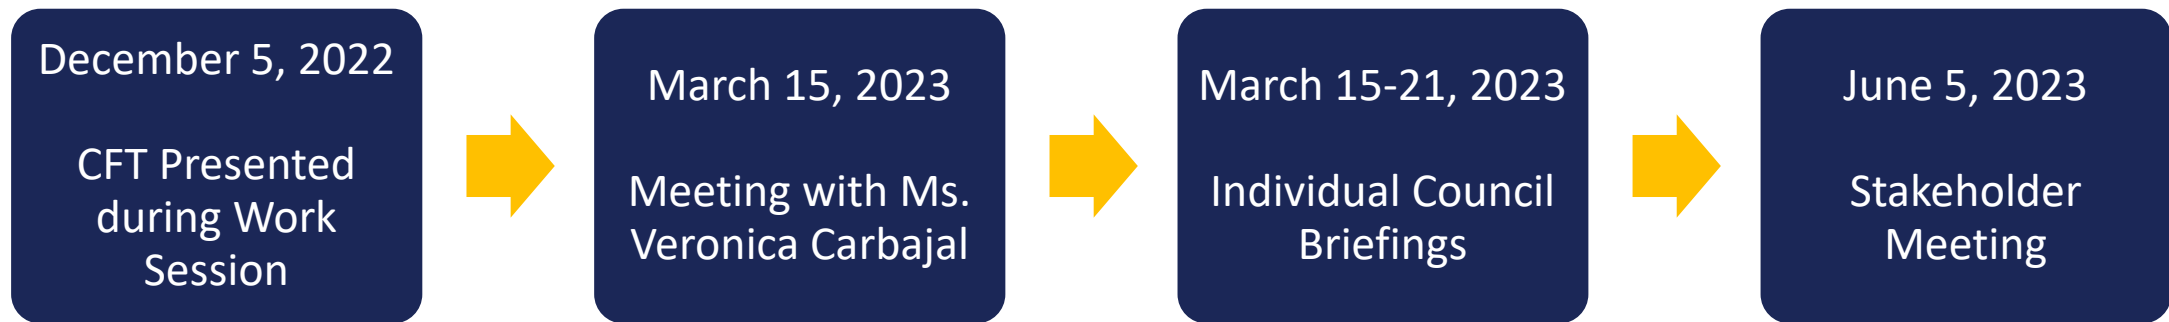 December 5, 2022
CFT Presented
during Work
Session
March 15, 2023
Meeting with Ms.
Veronica Carbajal
March 15-21, 2023
Individual Council
Briefings
June 5, 2023
Stakeholder
Meeting